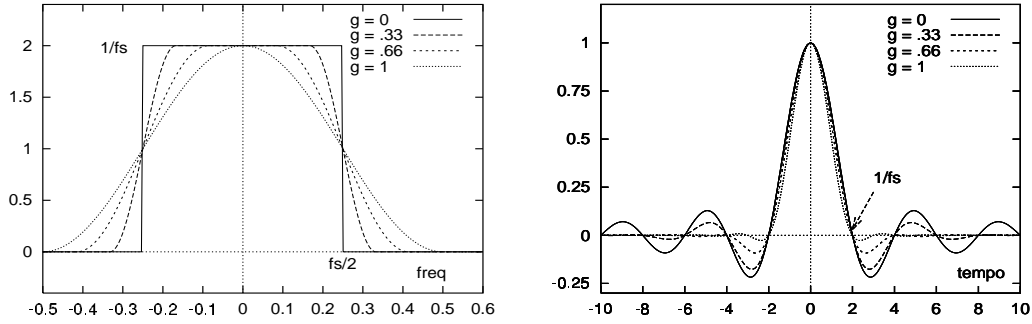 g = 0
g = .33
g = .66
g = 1
1/fs
2
1.5
1
0.5
0
fs/2
freq
-0.5 -0.4 -0.3 -0.2 -0.1 -0.1 0 0.1 0.2 0.3 0.4 0.5 0.6
g = 0
g = .33
g = .66
g = 1
1
0.75
0.5
0.25
0
-0.25
1/fs
tempo
-10 -8 -6 -4 -2 0 2 4 6 8 10